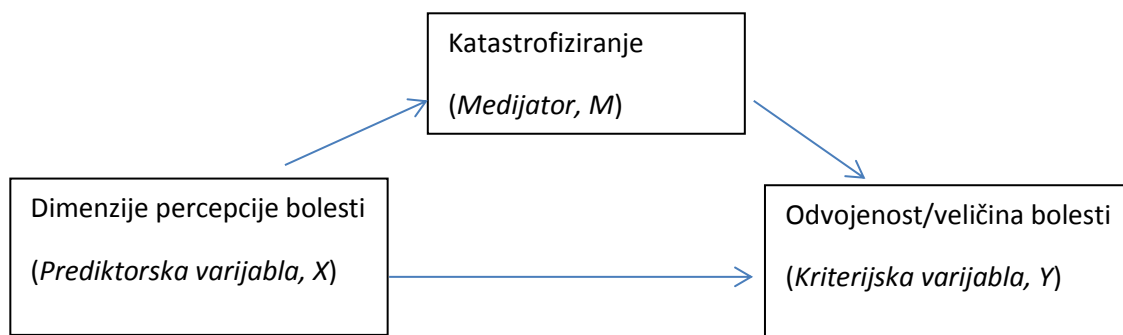 Katastrofiziranje
(Medijator, M)
Dimenzije percepcije bolesti
(Prediktorska varijabla, X)
Odvojenost/veličina bolesti
(Kriterijska varijabla, Y)